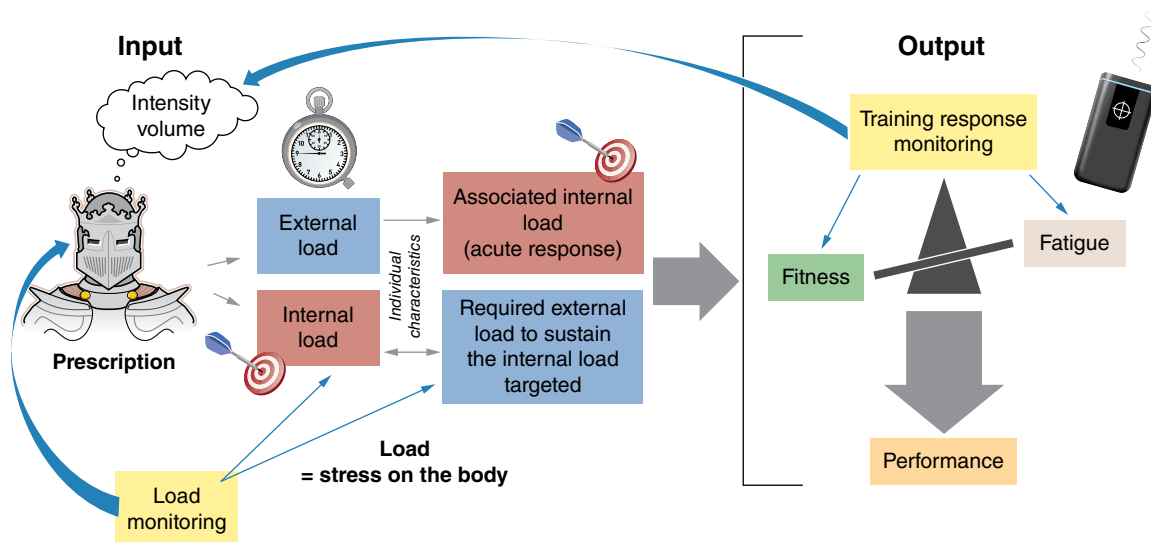 Input
Intensity
volume
Prescription
External
load
Internal
load
Individual
characteristics
Associated internal
load
(acute response)
Required external
load to sustain
the internal load
targeted
Load
= stress on the body
Load
monitoring
Output
Training response
monitoring
Fitness
Fatigue
Performance